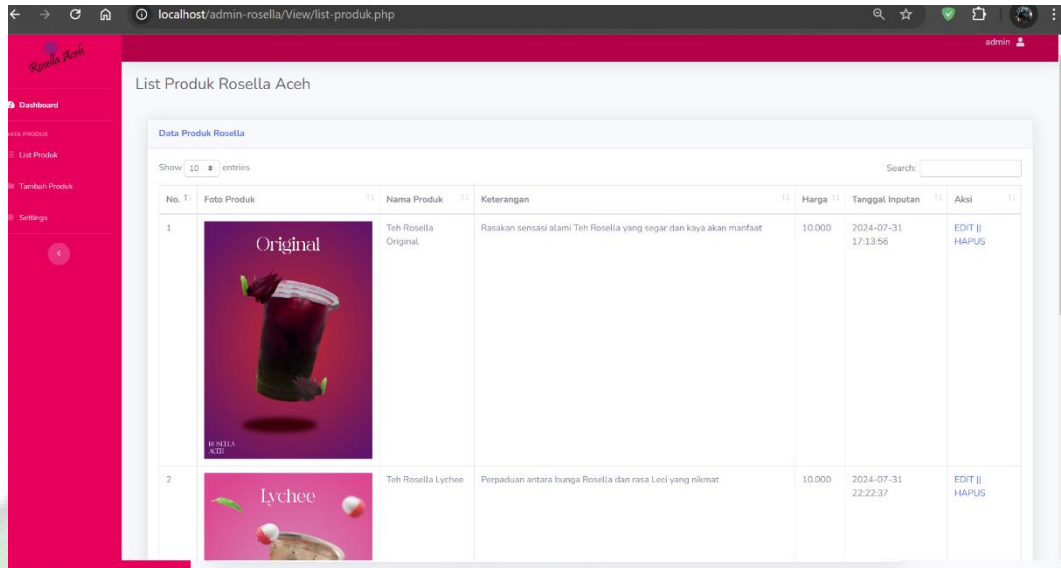 localhost/admin-rosella/View/list-produk.php
Rosella Aceh
admin
Dashboard
DATA PRODUK
List Produk
Tambah Produk
Settings
List Produk Rosella Aceh
Data Produk Rosella
Show 10 entries
Search:
No. Foto Produk Nama Produk Keterangan Harga Tanggal Inputan Aksi
1 Teh Rosella Rasakan sensasi alami Teh Rosella yang segar dan kaya akan manfaat 10.000 2024-07-31 EDIT ||
Original 17:13:56 HAPUS
Original
ROSELLA
ACEH
2 Teh Rosella Lychee Perpaduan antara bunga Rosella dan rasa Leci yang nikmat 10.000 2024-07-31 EDIT ||
22:22:37 HAPUS
Lychee